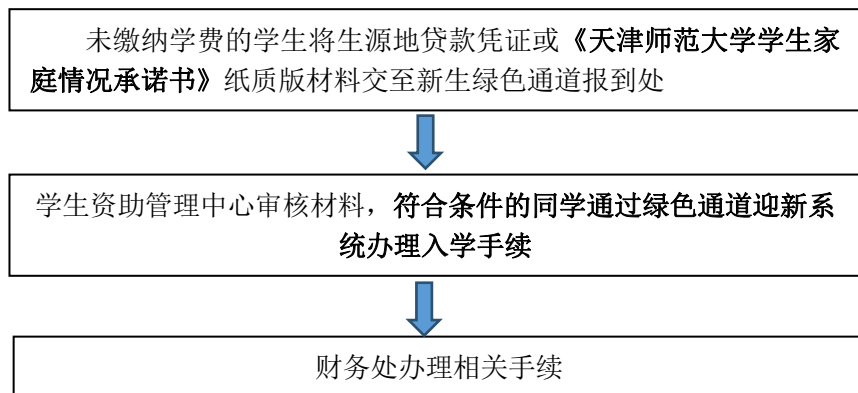 未缴纳学费的学生将生源地贷款凭证或《天津师范大学学生家
庭情况承诺书》纸质版材料交至新生绿色通道报到处
学生资助管理中心审核材料，符合条件的同学通过绿色通道迎新系
统办理入学手续
财务处办理相关手续